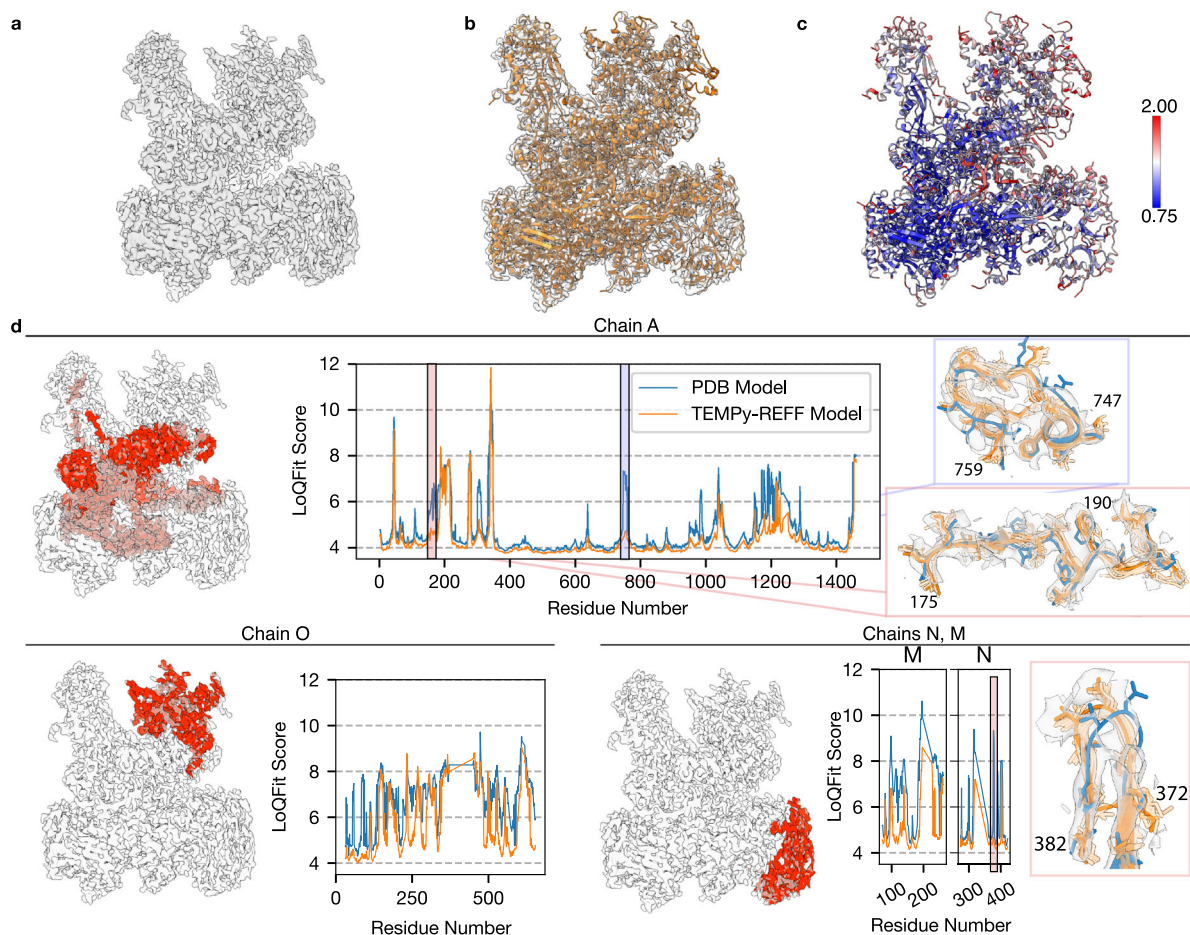 a
b
c
2.00
0.75
d
Chain A
12
10
8
6
4
LoQFit Score
PDB Model
TEMPy-REFF Model
0
200
400
600
800
1000
1200
1400
Residue Number
747
759
190
175
Chain O
12
10
8
6
4
LoQFit Score
0
250
500
Residue Number
Chains N, M
M
N
12
10
8
6
4
LoQFit Score
100
200
300
400
Residue Number
372
382